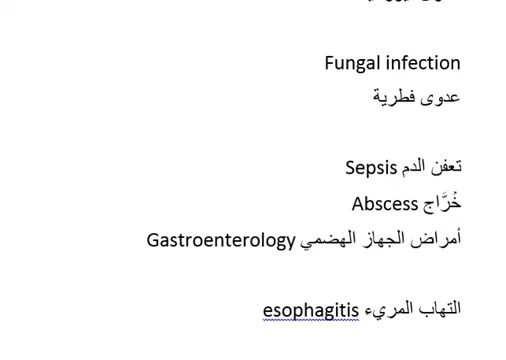 Fungal infection
عدوى فطرية
تعفن الدم Sepsis
خُرَّاج Abscess
أمراض الجهاز الهضمي Gastroenterology
التهاب المريء esophagitis